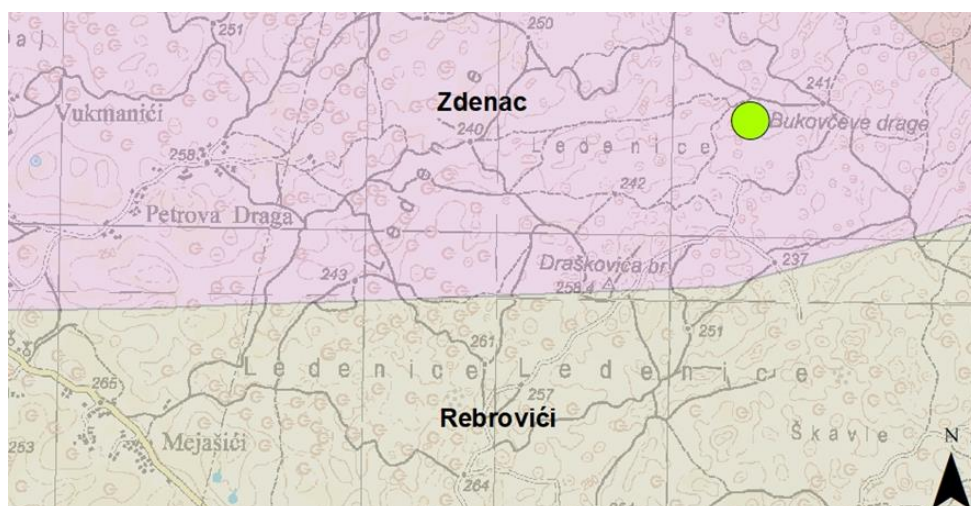 250
251
Zdenac
241
Vukmanići
Bukovčeve drage
240
Ledenice
258
242
Petrova Draga
Draškovića br.
237
243
258.4
251
261
Ledenice Ledenice
265
257
Rebrovići
Mejašići
Škavle
253
N
264